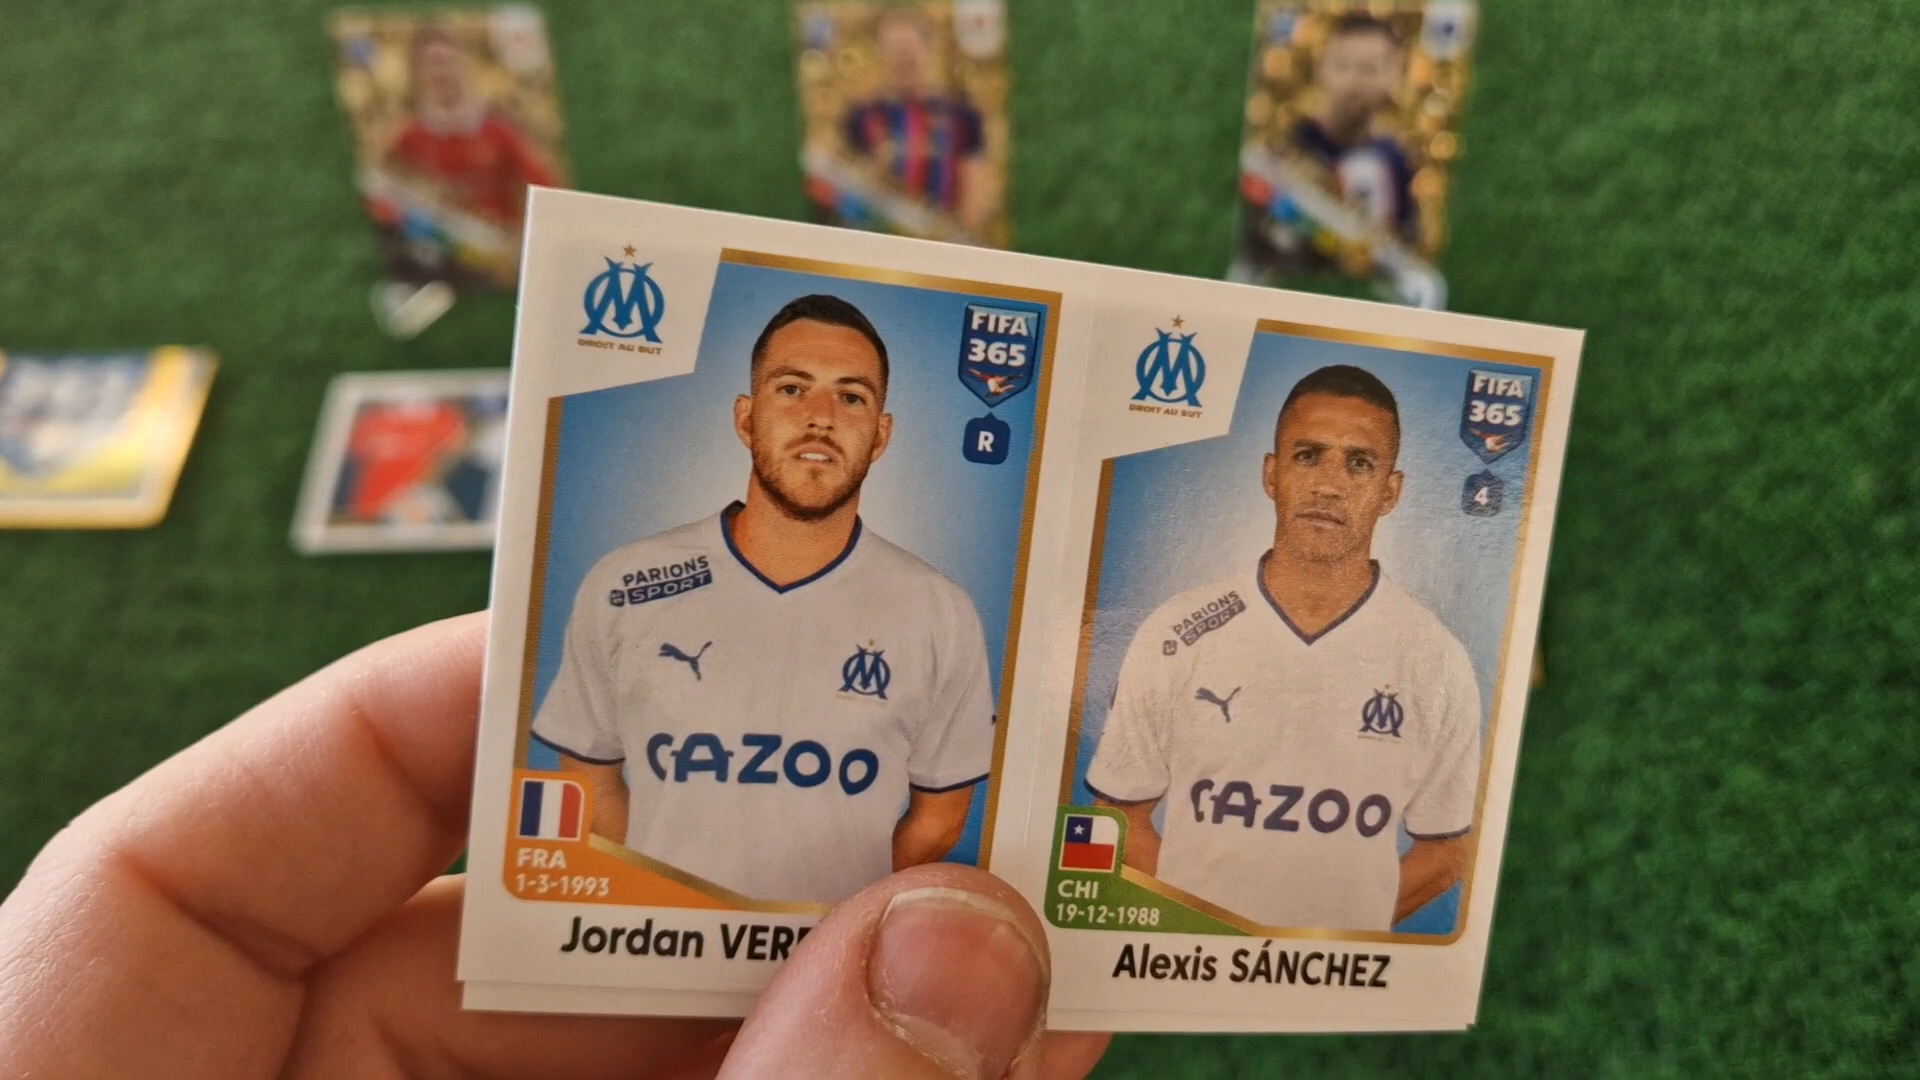 DROIT AU BUT
FIFA
365
R
PARIONS
SPORT
CAZOO
FRA
1-3-1993
Jordan VER
DROIT AU BUT
FIFA
365
4
PARIONS
SPORT
CAZOO
CHI
19-12-1988
Alexis SÁNCHEZ